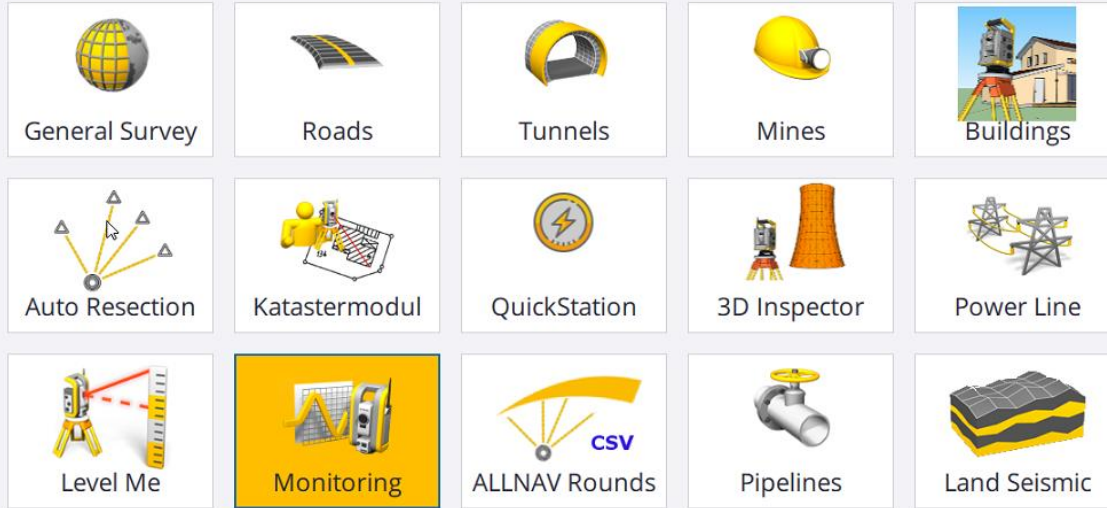 General Survey
Roads
Tunnels
Mines
Buildings
Auto Resection
Katastermodul
QuickStation
3D Inspector
Power Line
Level Me
Monitoring
CSV
ALLNAV Rounds
Pipelines
Land Seismic